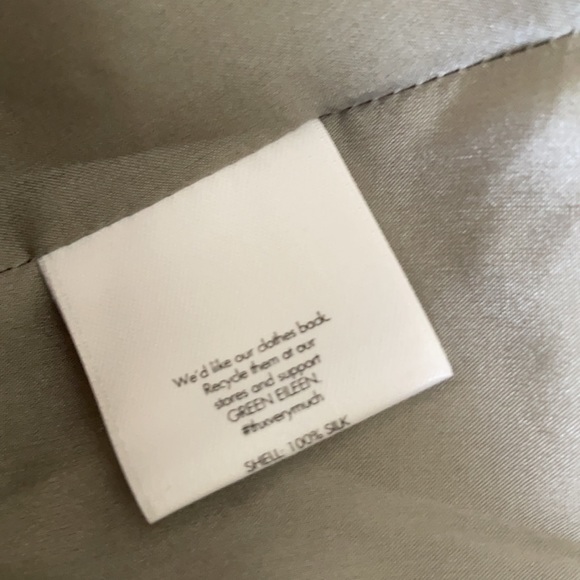 We'd like our clothes back.
Recycle them at our
stores and support
GREEN EILEEN.
#thxverymuch
SHELL: 100% SILK